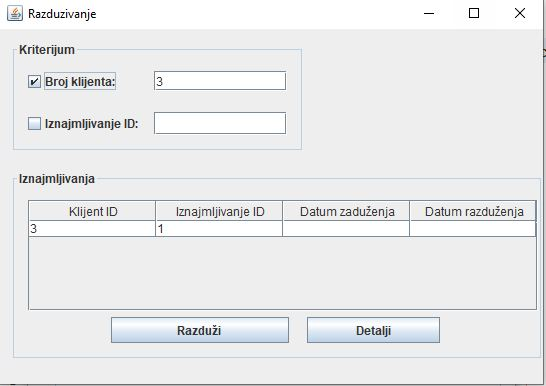 Razduzivanje
Kriterijum
Broj klijenta: 3
Iznajmljivanje ID:
Iznajmljivanja
Klijent ID Iznajmljivanje ID Datum zaduženja Datum razduženja
3 1
Razduži Detalji